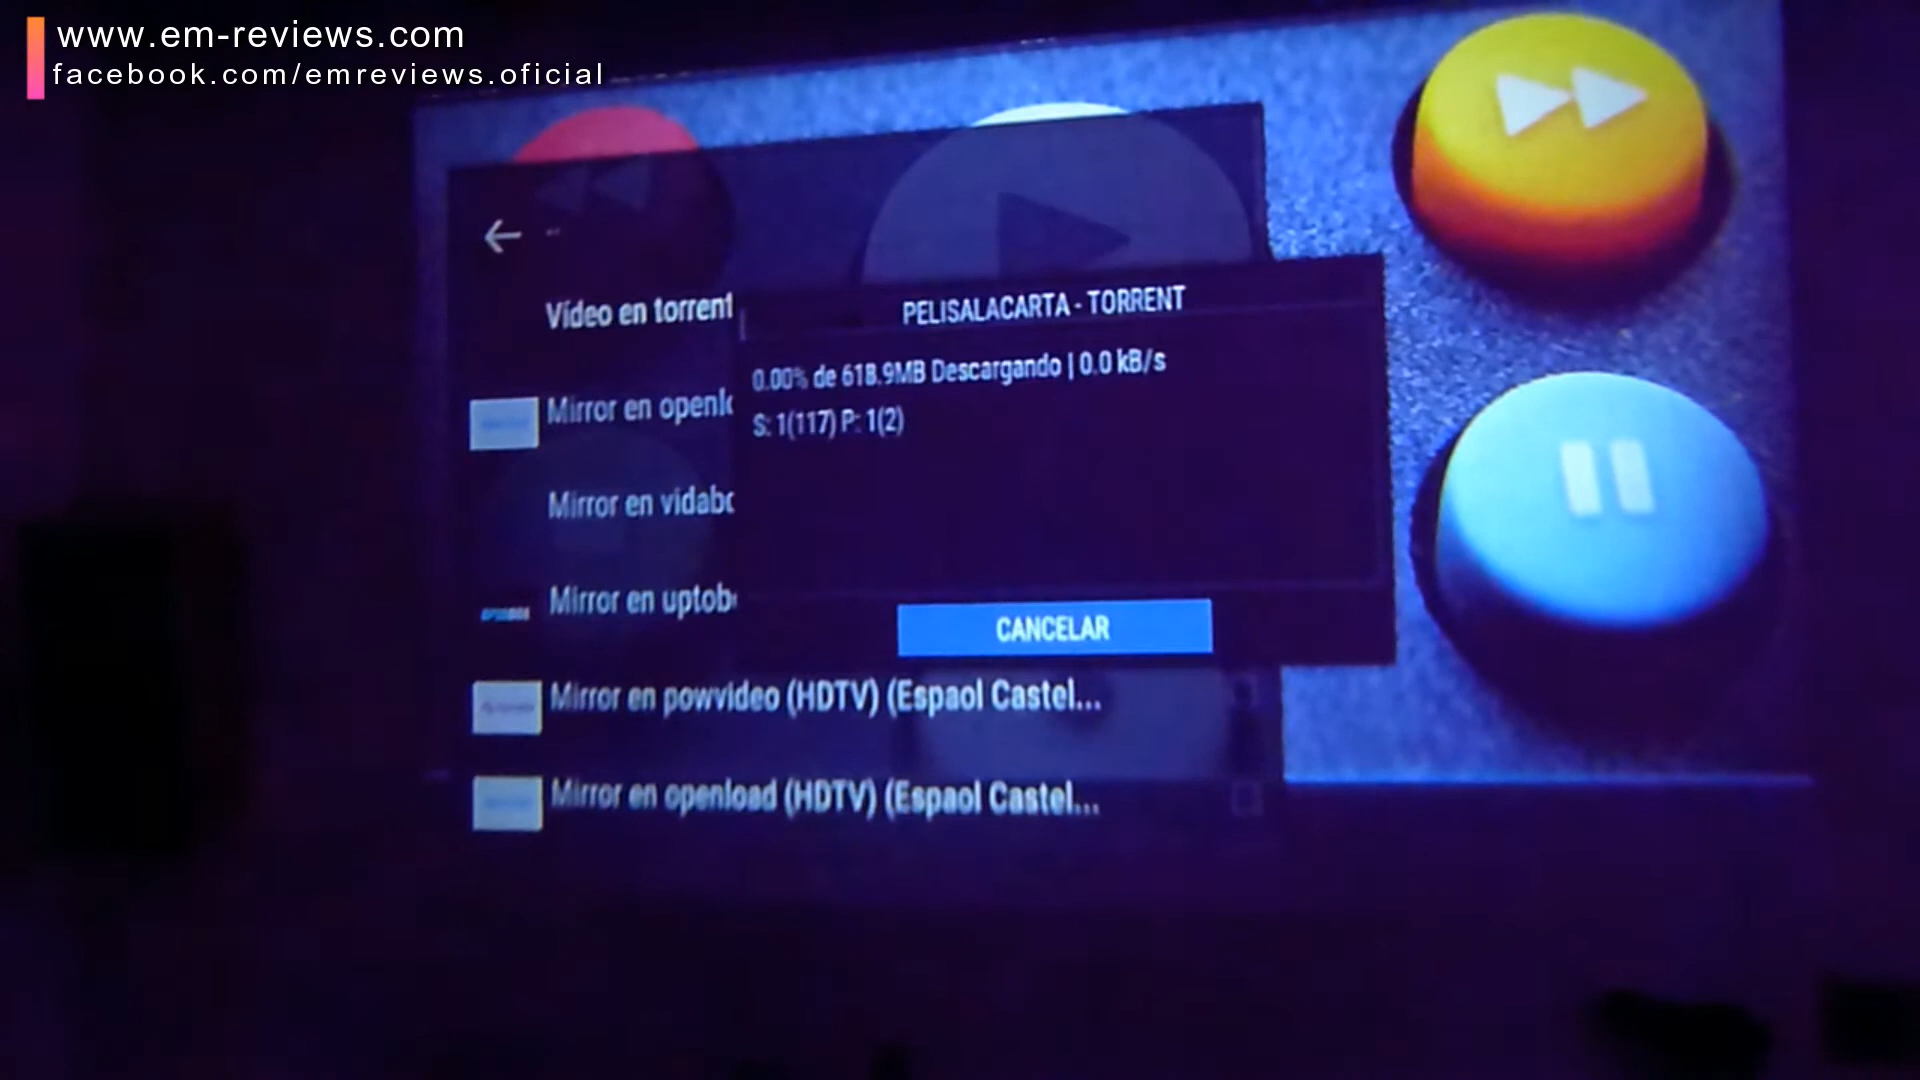 www.em-reviews.com
facebook.com/emreviews.oficial
Vídeo en torrent
PELISALACARTA - TORRENT
0.00% de 618.9MB Descargando | 0.0 kB/s
S: 1(117) P: 1(2)
Mirror en openlo
Mirror en vidabo
Mirror en uptob
CANCELAR
Mirror en powvideo (HDTV) (Espaol Castel...
Mirror en openload (HDTV) (Espaol Castel...